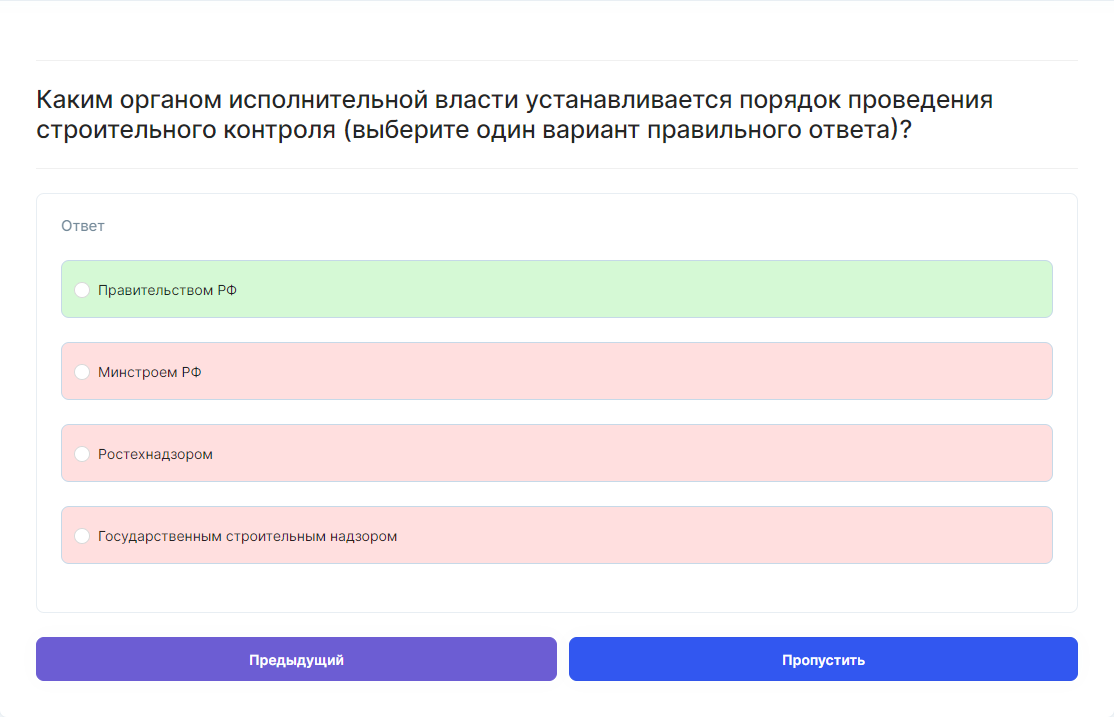 Каким органом исполнительной власти устанавливается порядок проведения
строительного контроля (выберите один вариант правильного ответа)?
Ответ
Правительством РФ
Минстроем РФ
Ростехнадзором
Государственным строительным надзором
Предыдущий
Пропустить